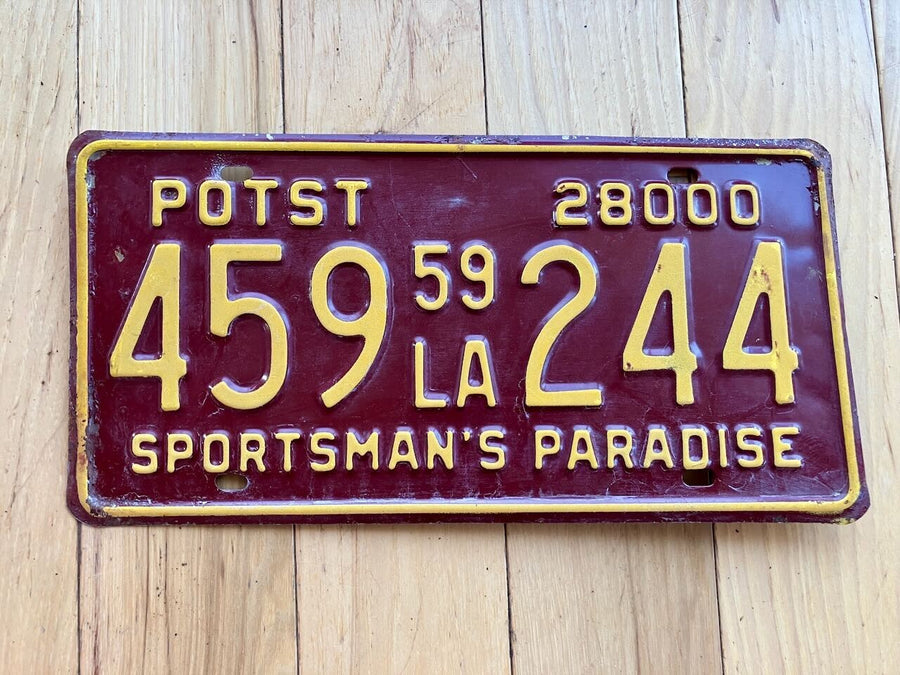 POTST 28000
459 59 LA 244
SPORTSMAN'S PARADISE